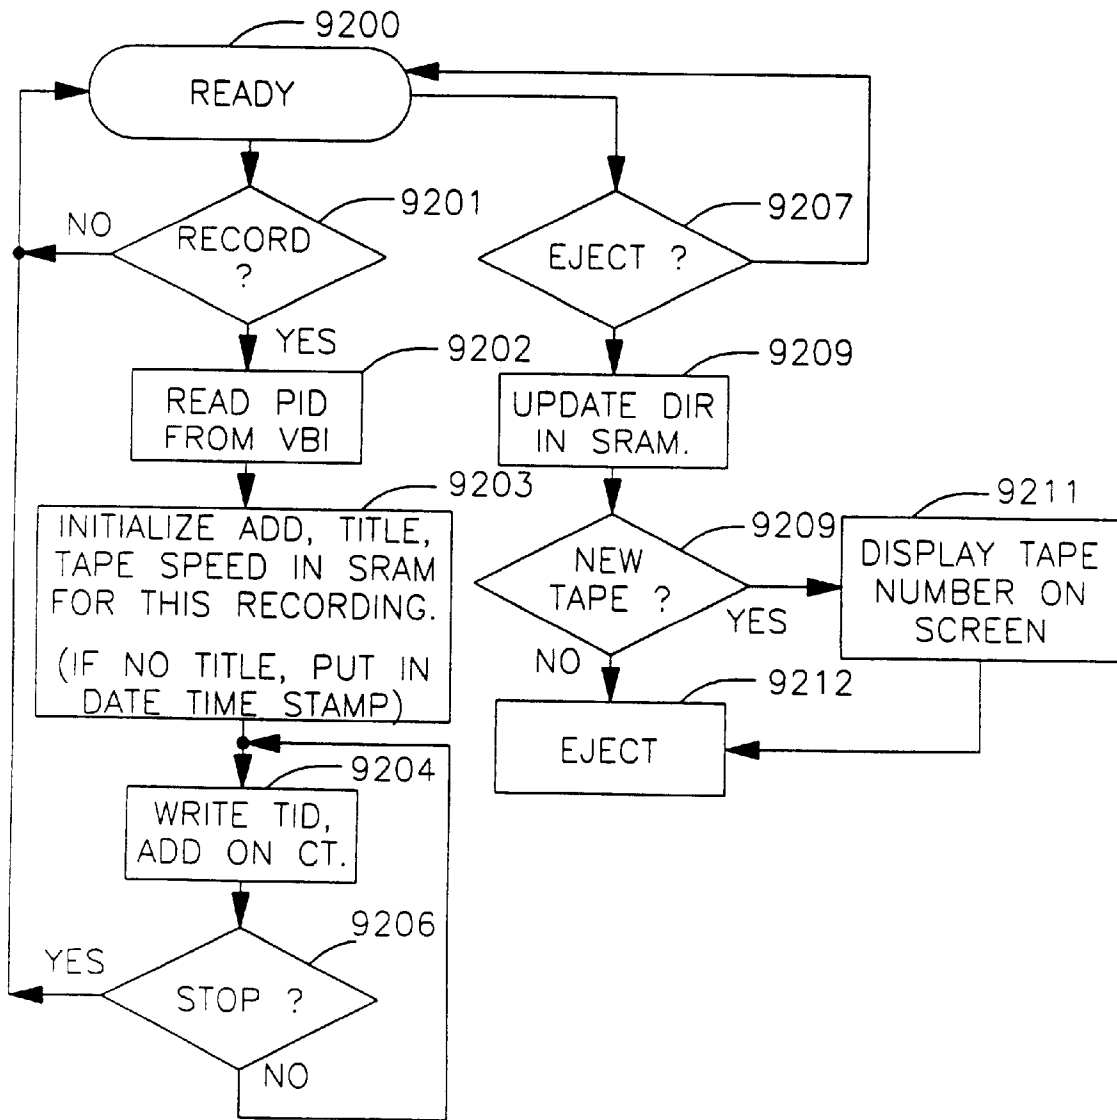 9200
READY
9201
NO
RECORD
?
YES
9202
READ PID
FROM VBI
9203
INITIALIZE ADD, TITLE,
TAPE SPEED IN SRAM
FOR THIS RECORDING.
(IF NO TITLE, PUT IN
DATE TIME STAMP)
9204
WRITE TID,
ADD ON CT.
9206
YES
STOP ?
NO
9207
EJECT ?
9209
UPDATE DIR
IN SRAM.
9209
NEW
TAPE ?
YES
NO
9211
DISPLAY TAPE
NUMBER ON
SCREEN
9212
EJECT